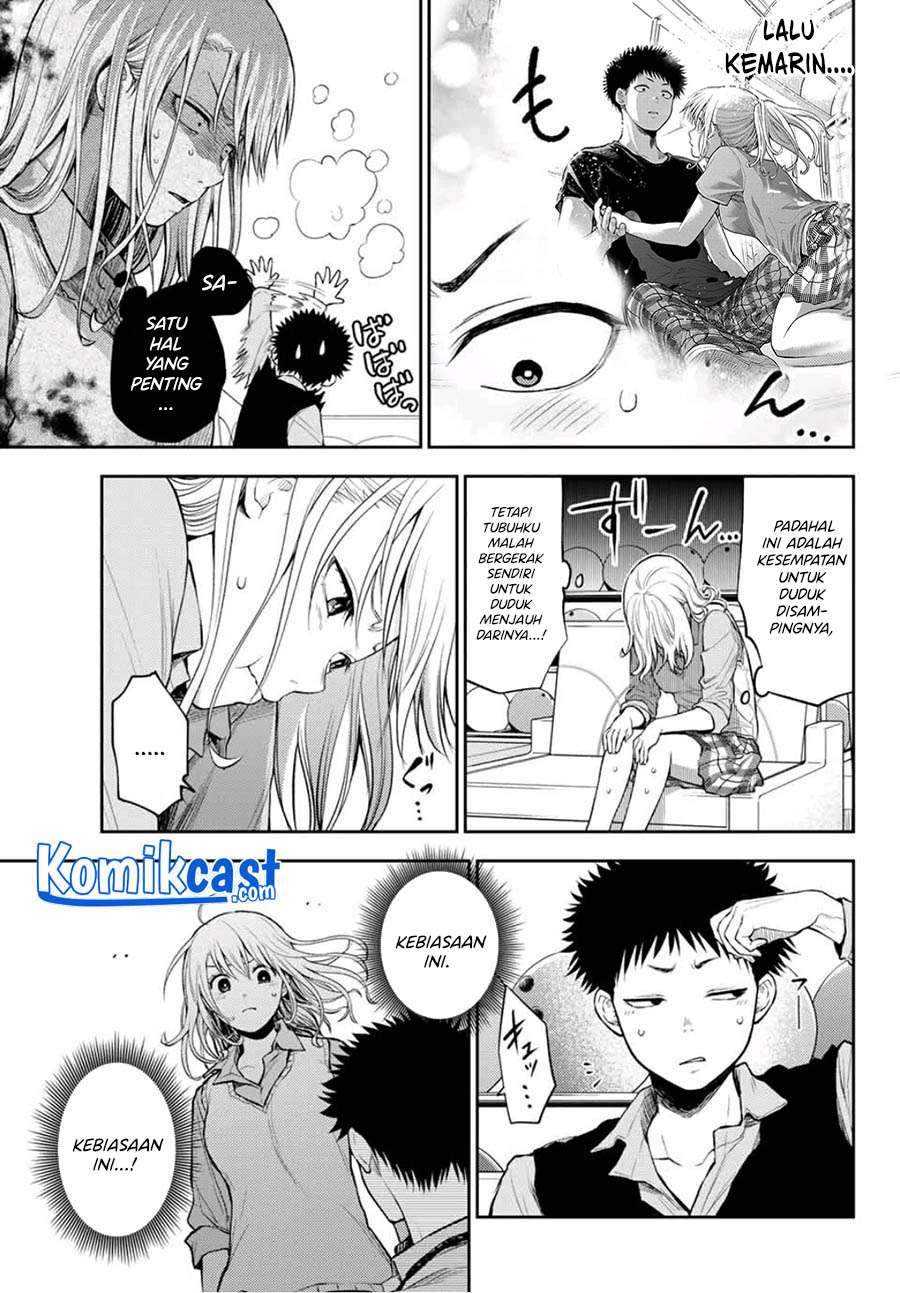 LALU
KEMARIN....
も
ん...
SA-
SATU
HAL
YANG
PENTING
...
ばばばばっ
PADAHAL
INI ADALAH
KESEMPATAN
UNTUK
DUDUK
DISAM-
PINGNYA,
ずーん...
TETAPI
TUBUHKU
MALAH
BERGERAK
SENDIRI
UNTUK
DUDUK
MENJAUH
DARINYA...!
.....
キュッ...
KEBIASAAN
INI.
KEBIASAAN
INI...!
Komikcast
.com